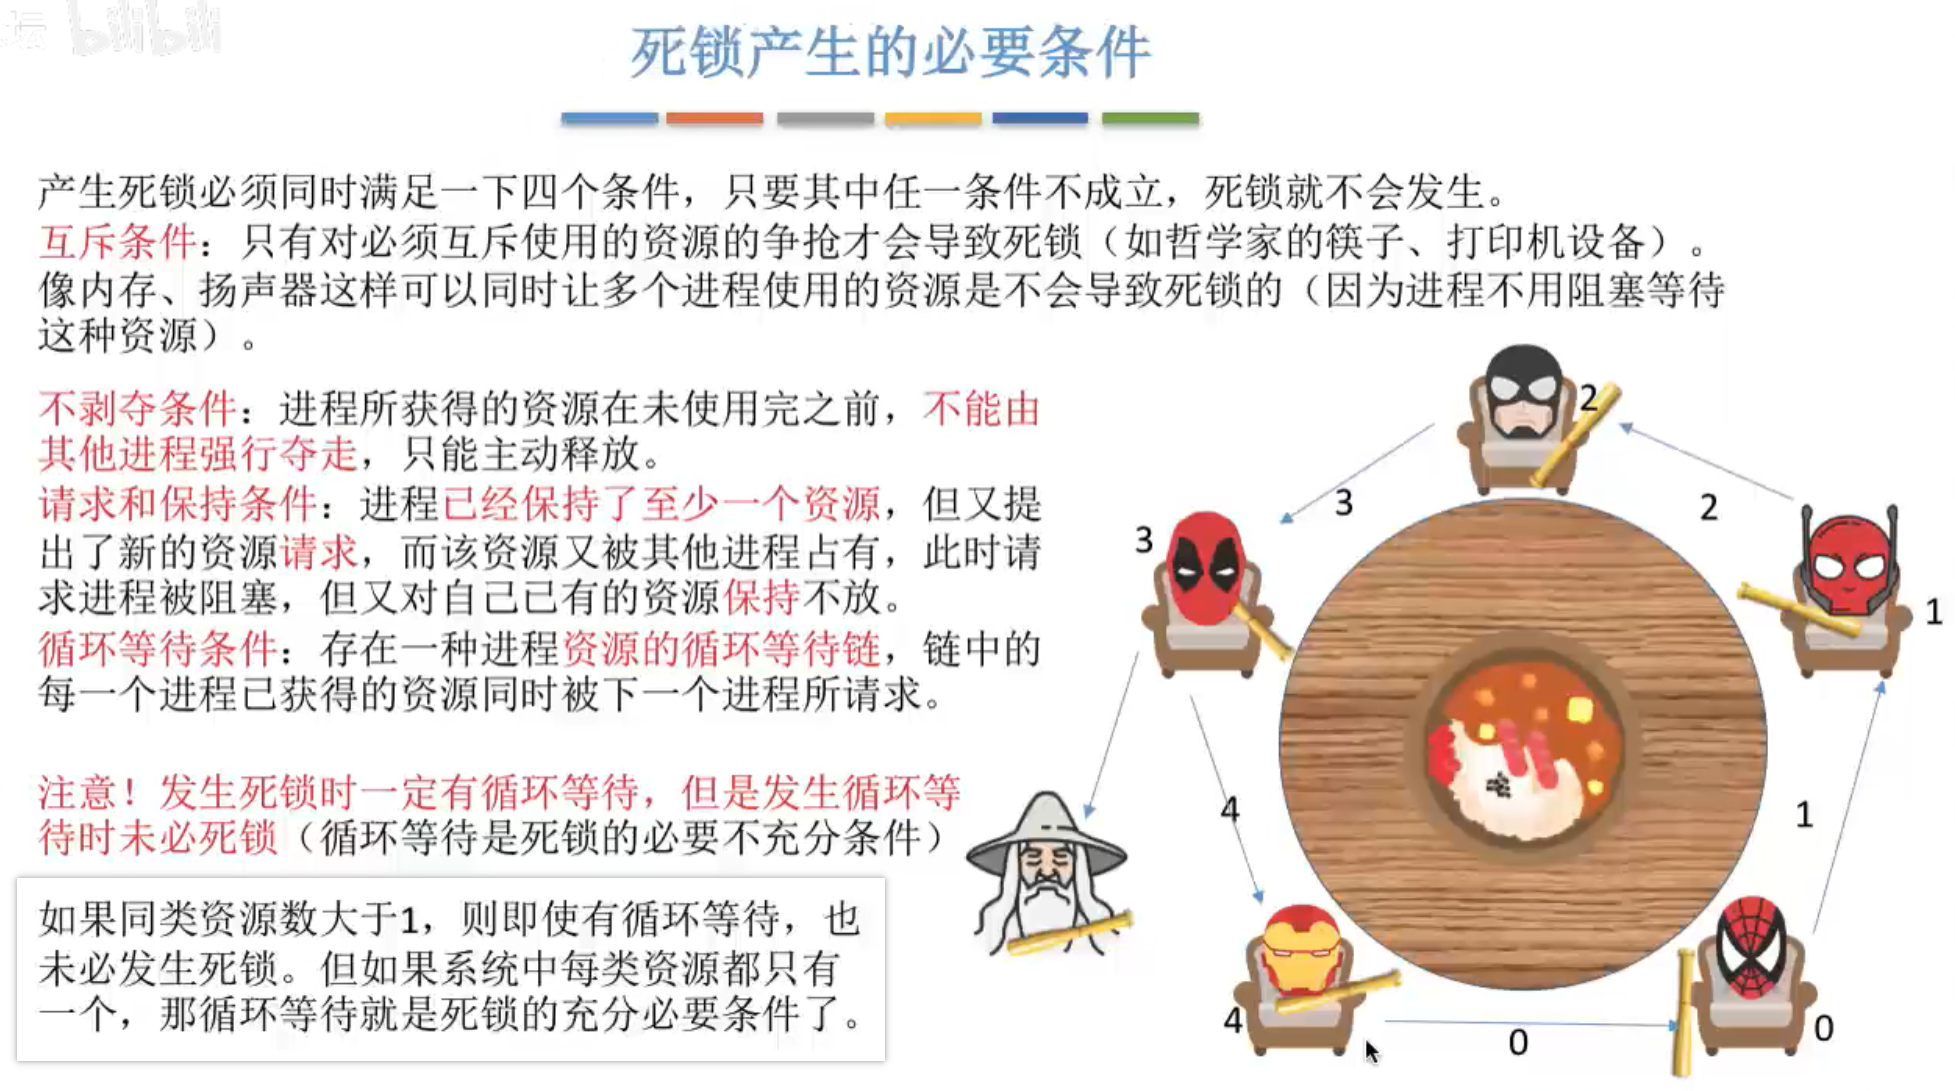 坛 bilibili
死锁产生的必要条件
产生死锁必须同时满足一下四个条件，只要其中任一条件不成立，死锁就不会发生。
互斥条件：只有对必须互斥使用的资源的争抢才会导致死锁（如哲学家的筷子、打印机设备）。
像内存、扬声器这样可以同时让多个进程使用的资源是不会导致死锁的（因为进程不用阻塞等待
这种资源）。
不剥夺条件：进程所获得的资源在未使用完之前，不能由
其他进程强行夺走，只能主动释放。
请求和保持条件：进程已经保持了至少一个资源，但又提
出了新的资源请求，而该资源又被其他进程占有，此时请
求进程被阻塞，但又对自己已有的资源保持不放。
循环等待条件：存在一种进程资源的循环等待链，链中的
每一个进程已获得的资源同时被下一个进程所请求。
注意！发生死锁时一定有循环等待，但是发生循环等
待时未必死锁（循环等待是死锁的必要不充分条件）
如果同类资源数大于1，则即使有循环等待，也
未必发生死锁。但如果系统中每类资源都只有
一个，那循环等待就是死锁的充分必要条件了。
2
3
2
3
1
4
1
4
0
0